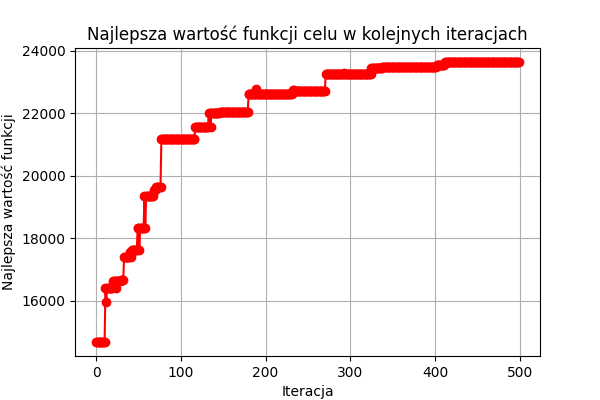 Najlepsza wartość funkcji celu w kolejnych iteracjach
Najlepsza wartość funkcji
24000
22000
20000
18000
16000
0 100 200 300 400 500
Iteracja